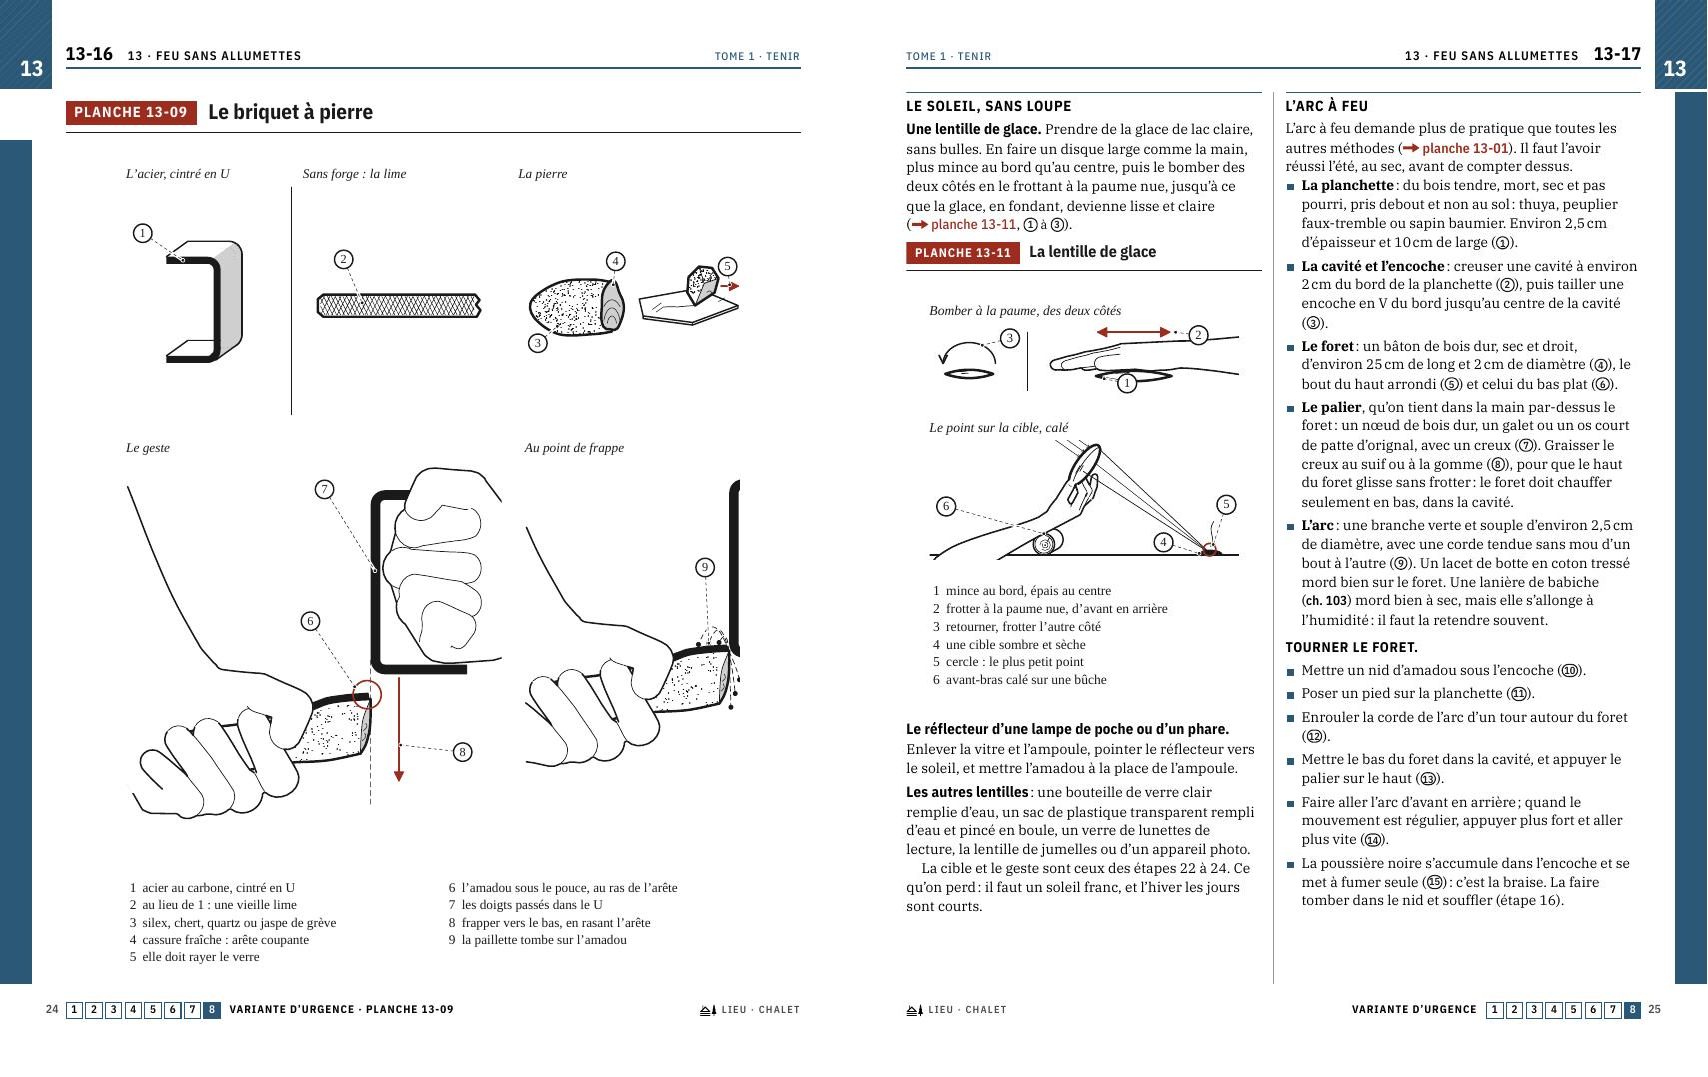 13
13-16 13 · FEU SANS ALLUMETTES
TOME 1 · TENIR
PLANCHE 13-09 Le briquet à pierre
L’acier, cintré en U
Sans forge : la lime
La pierre
1
2
4
5
3
Le geste
Au point de frappe
7
9
6
8
1 acier au carbone, cintré en U
2 au lieu de 1 : une vieille lime
3 silex, chert, quartz ou jaspe de grève
4 cassure fraîche : arête coupante
5 elle doit rayer le verre
6 l’amadou sous le pouce, au ras de l’arête
7 les doigts passés dans le U
8 frapper vers le bas, en rasant l’arête
9 la paillette tombe sur l’amadou
24 1 2 3 4 5 6 7 8 VARIANTE D’URGENCE · PLANCHE 13-09
LIEU · CHALET
TOME 1 · TENIR
13 · FEU SANS ALLUMETTES 13-17
13
LE SOLEIL, SANS LOUPE
Une lentille de glace. Prendre de la glace de lac claire,
sans bulles. En faire un disque large comme la main,
plus mince au bord qu’au centre, puis le bomber des
deux côtés en le frottant à la paume nue, jusqu’à ce
que la glace, en fondant, devienne lisse et claire
(➞ planche 13-11, ① à ③).
PLANCHE 13-11 La lentille de glace
Bomber à la paume, des deux côtés
3
2
1
Le point sur la cible, calé
6
5
4
1 mince au bord, épais au centre
2 frotter à la paume nue, d’avant en arrière
3 retourner, frotter l’autre côté
4 une cible sombre et sèche
5 cercle : le plus petit point
6 avant-bras calé sur une bûche
Le réflecteur d’une lampe de poche ou d’un phare.
Enlever la vitre et l’ampoule, pointer le réflecteur vers
le soleil, et mettre l’amadou à la place de l’ampoule.
Les autres lentilles : une bouteille de verre clair
remplie d’eau, un sac de plastique transparent rempli
d’eau et pincé en boule, un verre de lunettes de
lecture, la lentille de jumelles ou d’un appareil photo.
La cible et le geste sont ceux des étapes 22 à 24. Ce
qu’on perd : il faut un soleil franc, et l’hiver les jours
sont courts.
L’ARC À FEU
L’arc à feu demande plus de pratique que toutes les
autres méthodes (➞ planche 13-01). Il faut l’avoir
réussi l’été, au sec, avant de compter dessus.
■ La planchette : du bois tendre, mort, sec et pas
pourri, pris debout et non au sol : thuya, peuplier
faux-tremble ou sapin baumier. Environ 2,5 cm
d’épaisseur et 10 cm de large (①).
■ La cavité et l’encoche : creuser une cavité à environ
2 cm du bord de la planchette (②), puis tailler une
encoche en V du bord jusqu’au centre de la cavité
(③).
■ Le foret : un bâton de bois dur, sec et droit,
d’environ 25 cm de long et 2 cm de diamètre (④), le
bout du haut arrondi (⑤) et celui du bas plat (⑥).
■ Le palier, qu’on tient dans la main par-dessus le
foret : un nœud de bois dur, un galet ou un os court
de patte d’orignal, avec un creux (⑦). Graisser le
creux au suif ou à la gomme (⑧), pour que le haut
du foret glisse sans frotter : le foret doit chauffer
seulement en bas, dans la cavité.
■ L’arc : une branche verte et souple d’environ 2,5 cm
de diamètre, avec une corde tendue sans mou d’un
bout à l’autre (⑨). Un lacet de botte en coton tressé
mord bien sur le foret. Une lanière de babiche
(ch. 103) mord bien à sec, mais elle s’allonge à
l’humidité : il faut la retendre souvent.
TOURNER LE FORET.
■ Mettre un nid d’amadou sous l’encoche (⑩).
■ Poser un pied sur la planchette (⑪).
■ Enrouler la corde de l’arc d’un tour autour du foret
(⑫).
■ Mettre le bas du foret dans la cavité, et appuyer le
palier sur le haut (⑬).
■ Faire aller l’arc d’avant en arrière ; quand le
mouvement est régulier, appuyer plus fort et aller
plus vite (⑭).
■ La poussière noire s’accumule dans l’encoche et se
met à fumer seule (⑮) : c’est la braise. La faire
tomber dans le nid et souffler (étape 16).
LIEU · CHALET
VARIANTE D’URGENCE 1 2 3 4 5 6 7 8 25